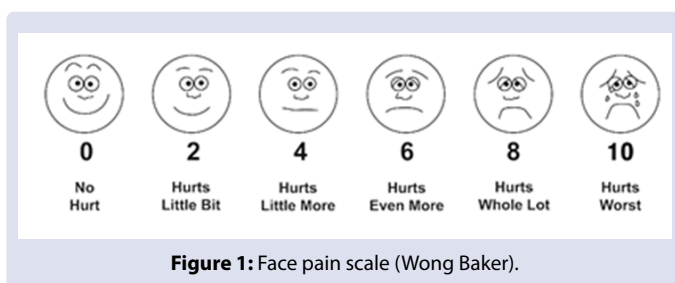 0 2 4 6 8 10
No Hurts Hurts Hurts Hurts Hurts
Hurt Little Bit Little More Even More Whole Lot Worst
Figure 1: Face pain scale (Wong Baker).